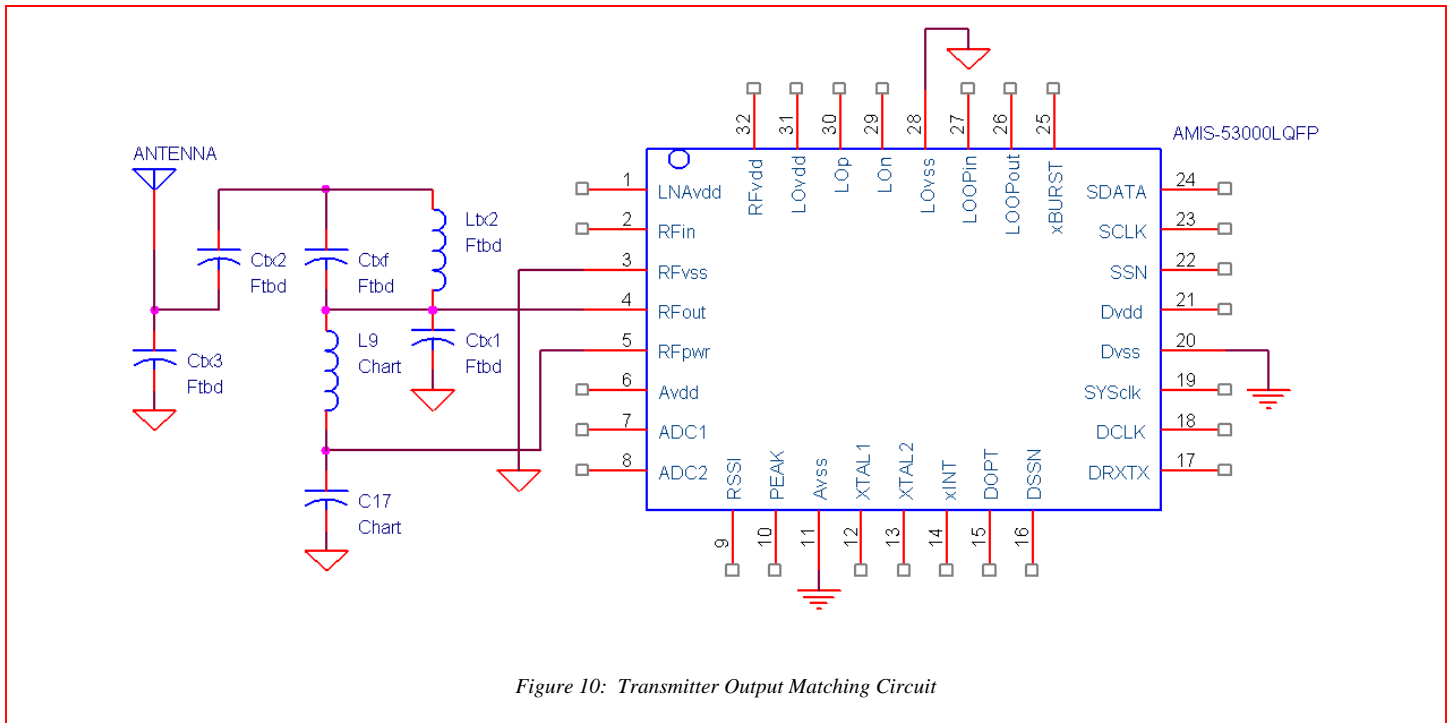 AMIS-53000LQFP
ANTENNA
32
31
30
29
28
27
26
25
RFvdd
LOvdd
LOp
LOn
LOvss
LOOPin
LOOPout
xBURST
1 LNAvdd
2 RFin
3 RFvss
4 RFout
5 RFpwr
6 Avdd
7 ADC1
8 ADC2
SDATA 24
SCLK 23
SSN 22
Dvdd 21
Dvss 20
SYSclk 19
DCLK 18
DRXTX 17
RSSI
PEAK
Avss
XTAL1
XTAL2
xINT
DOPT
DSSN
9
10
11
12
13
14
15
16
Ltx2
Ftbd
Ctx2
Ftbd
Ctxf
Ftbd
Ctx1
Ftbd
L9
Chart
Ctx3
Ftbd
C17
Chart
Figure 10: Transmitter Output Matching Circuit